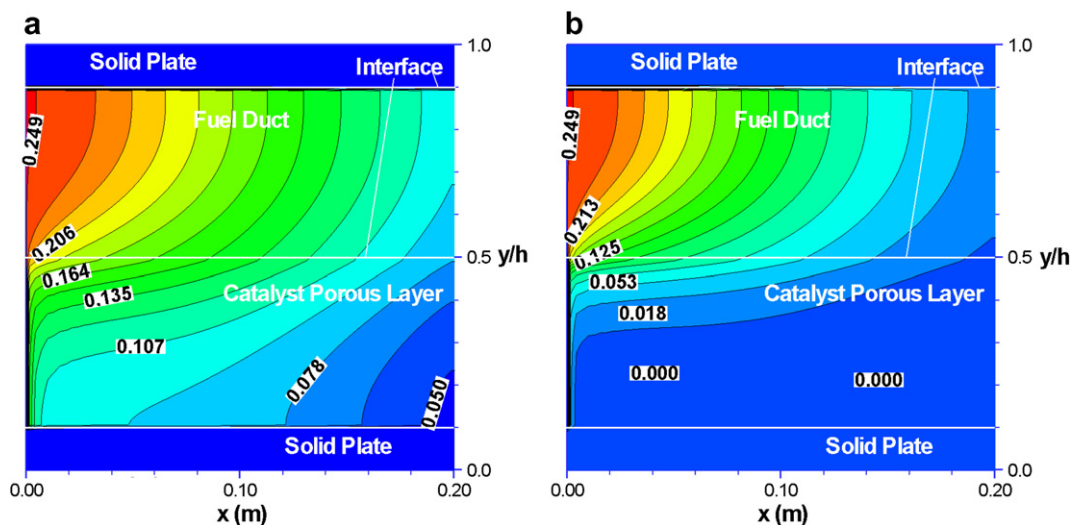 a
Solid Plate
Interface
Fuel Duct
Catalyst Porous Layer
Solid Plate
0.249
0.206
0.164
0.135
0.107
0.078
0.050
1.0
0.5 y/h
0.0
0.00 0.10 0.20
x (m)
b
Solid Plate
Interface
Fuel Duct
Catalyst Porous Layer
Solid Plate
0.249
0.213
0.125
0.053
0.018
0.000 0.000
1.0
0.5 y/h
0.0
0.00 0.10 0.20
x (m)